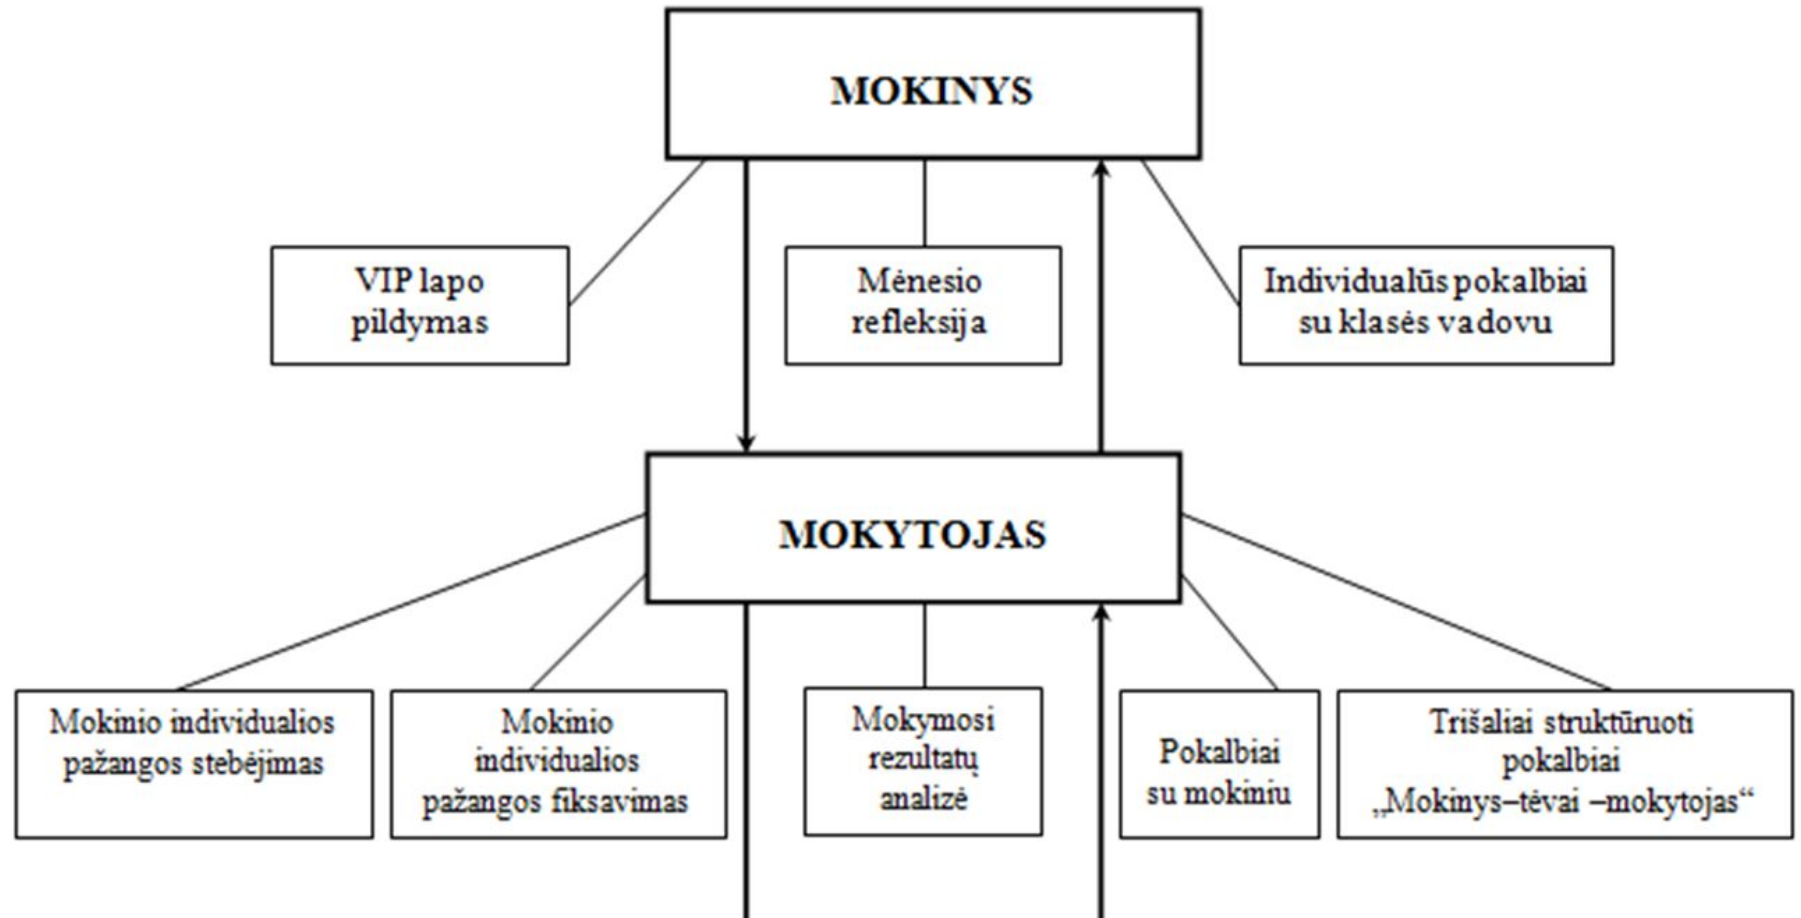 MOKINYS
VIP lapo
pildymas
Mėnesio
refleksija
Individualūs pokalbiai
su klasės vadovu
MOKYTOJAS
Mokinio individualios
pažangos stebėjimas
Mokinio
individualios
pažangos fiksavimas
Mokymosi
rezultatų
analizė
Pokalbiai
su mokiniu
Trišaliai struktūruoti
pokalbiai
„Mokinys–tėvai –mokytojas“